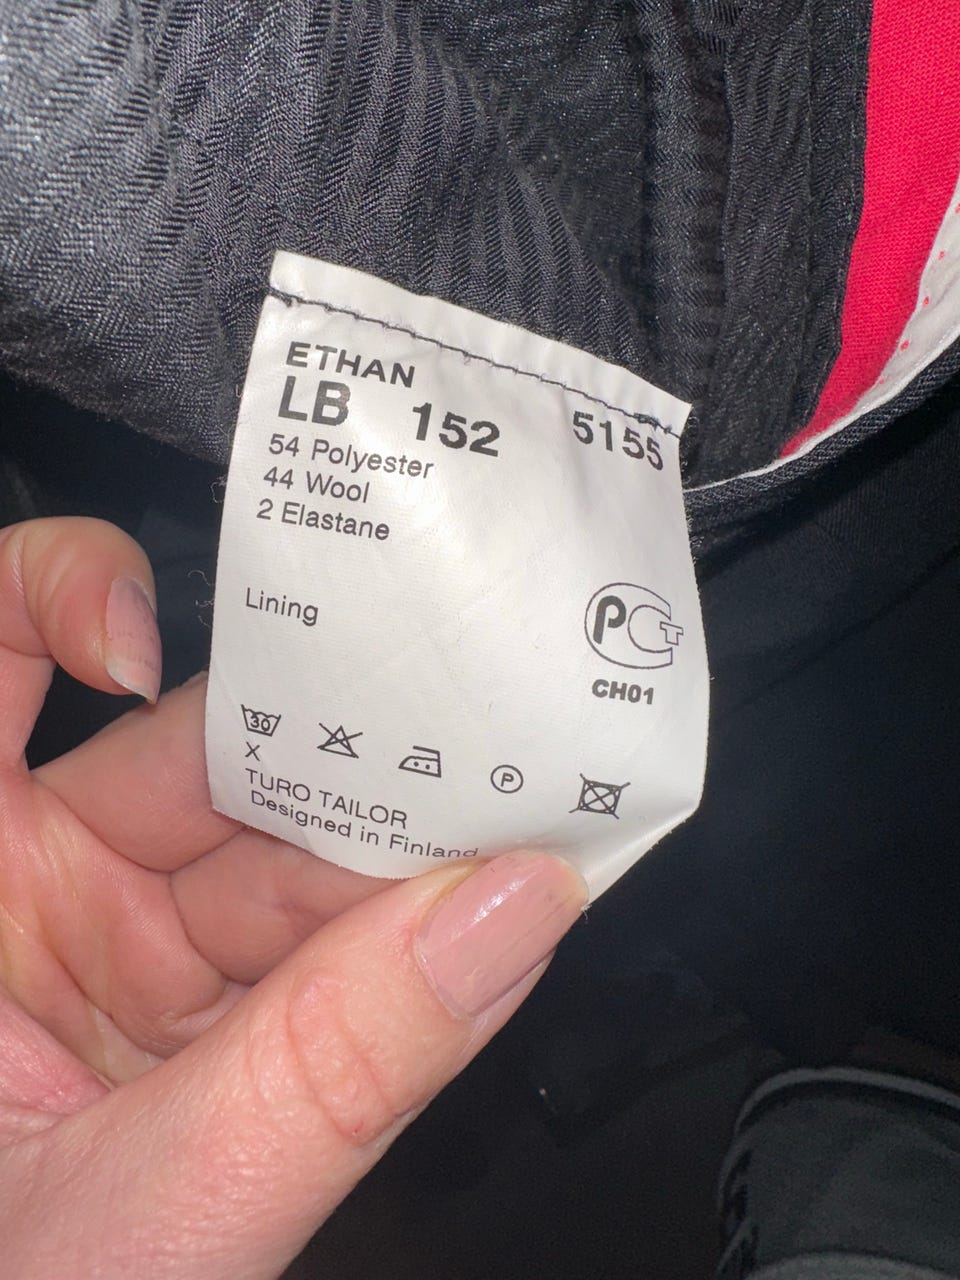 ETHAN
LB 152 5155
54 Polyester
44 Wool
2 Elastane
Lining
PCT
CH01
30
P
X
TURO TAILOR
Designed in Finland